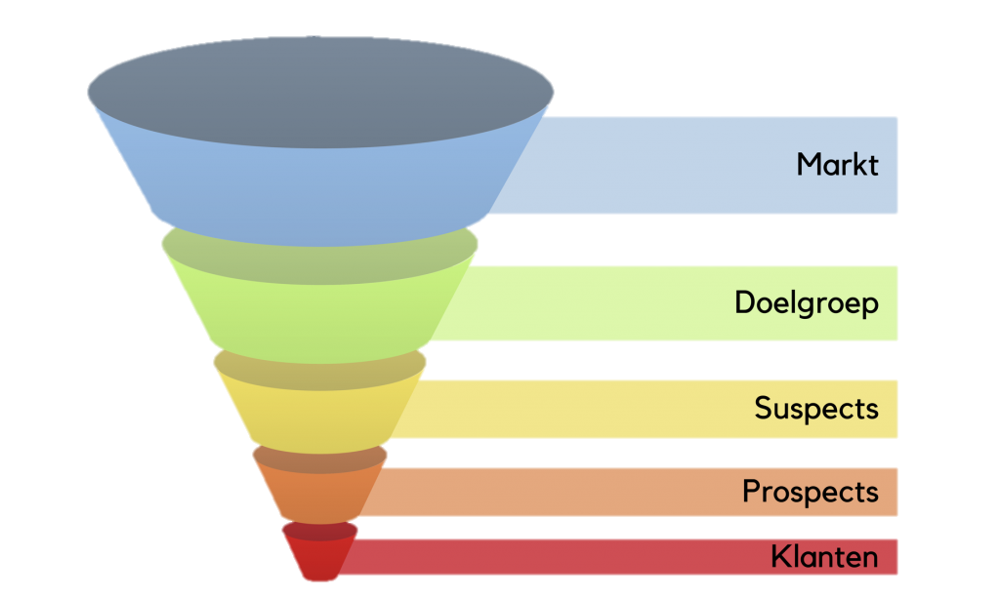 Markt
Doelgroep
Suspects
Prospects
Klanten